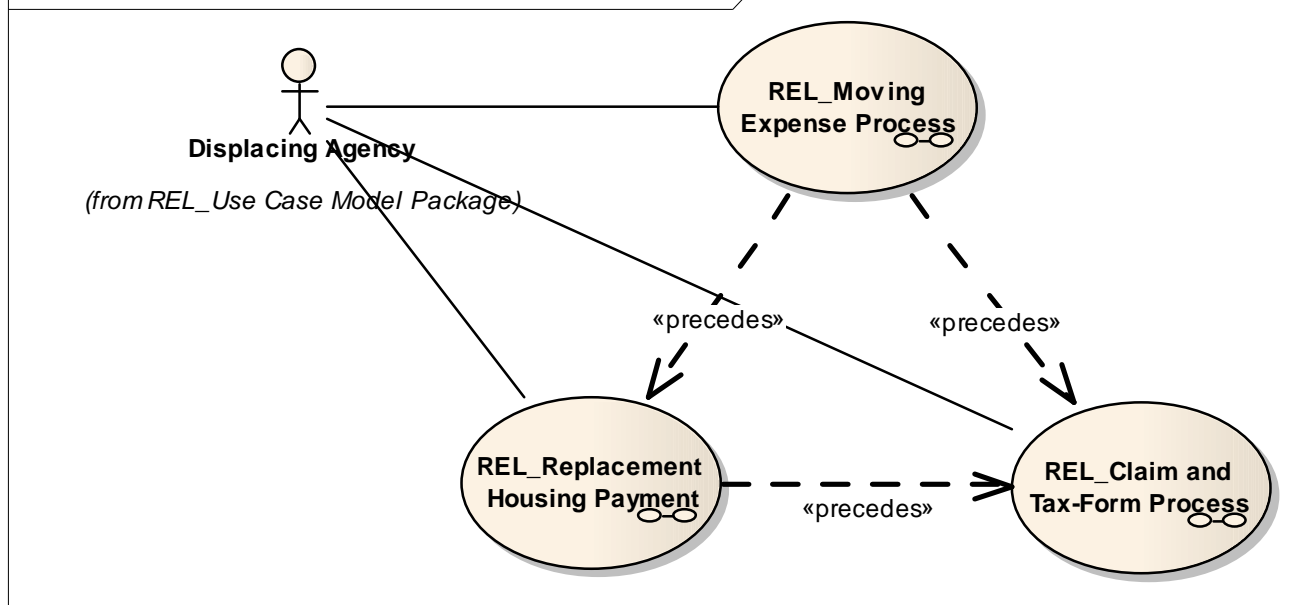 REL_Moving
Expense Process
Displacing Agency
(from REL_Use Case Model Package)
«precedes»
«precedes»
REL_Replacement
Housing Payment
REL_Claim and
Tax-Form Process
«precedes»